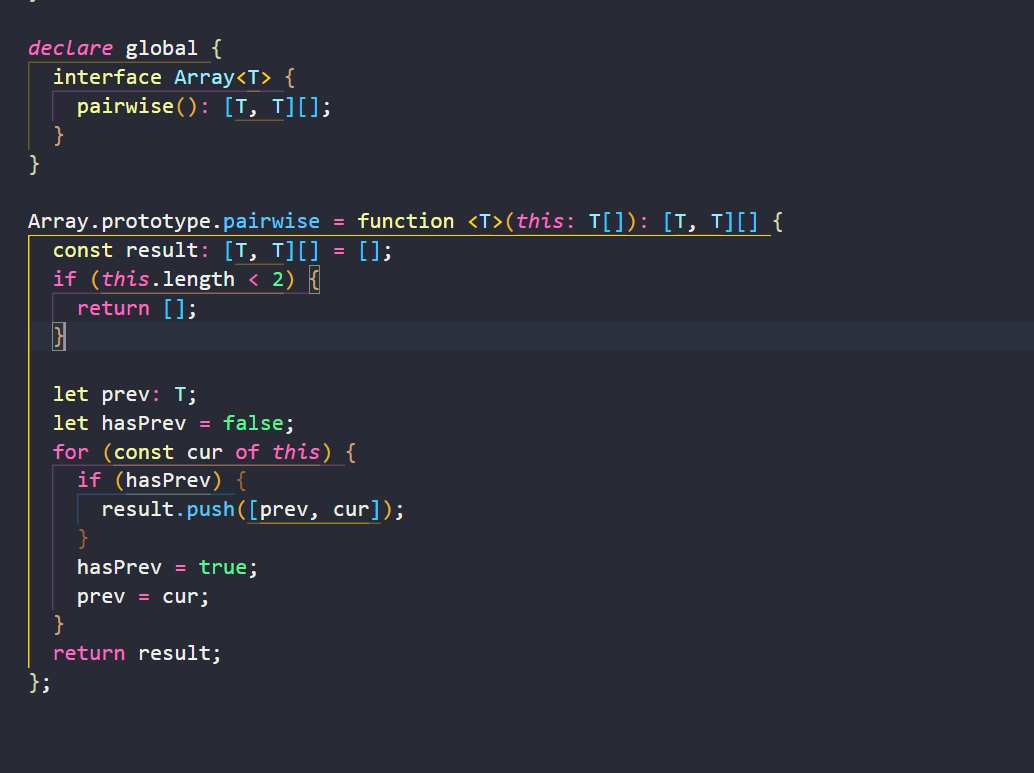 }
declare global {
interface Array<T> {
pairwise(): [T, T][];
}
}
Array.prototype.pairwise = function <T>(this: T[]): [T, T][] {
const result: [T, T][] = [];
if (this.length < 2) {
return [];
}
let prev: T;
let hasPrev = false;
for (const cur of this) {
if (hasPrev) {
result.push([prev, cur]);
}
hasPrev = true;
prev = cur;
}
return result;
};